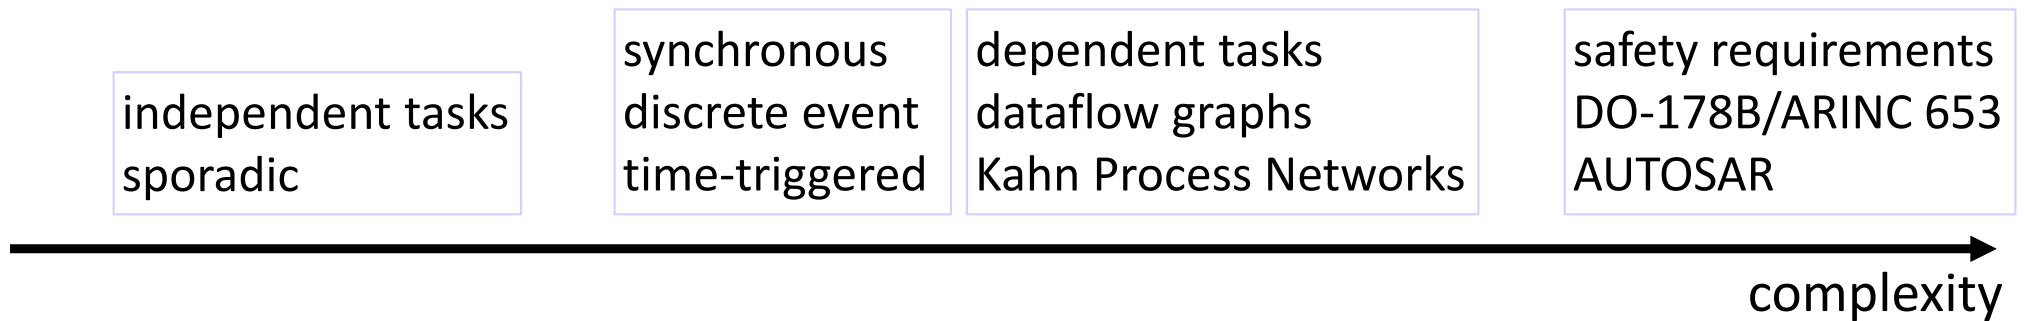 independent tasks
sporadic
synchronous
discrete event
time-triggered
dependent tasks
dataflow graphs
Kahn Process Networks
safety requirements
DO-178B/ARINC 653
AUTOSAR
complexity